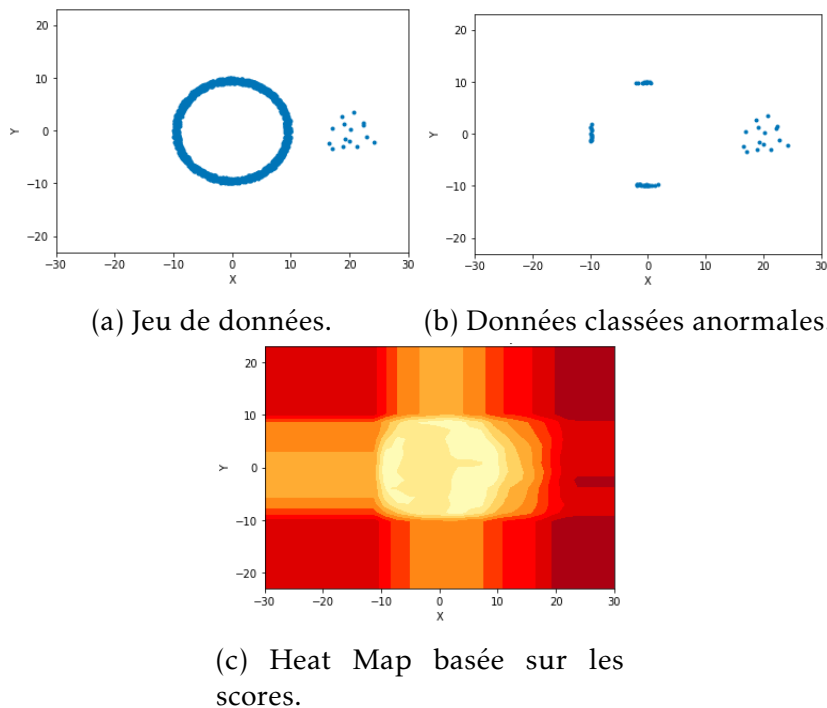 20
10
0
−10
−20
Y
−30 −20 −10 0 10 20 30
X
20
10
0
−10
−20
Y
−30 −20 −10 0 10 20 30
X
(a) Jeu de données.
(b) Données classées anormales.
20
10
0
−10
−20
Y
−30 −20 −10 0 10 20 30
X
(c) Heat Map basée sur les
scores.